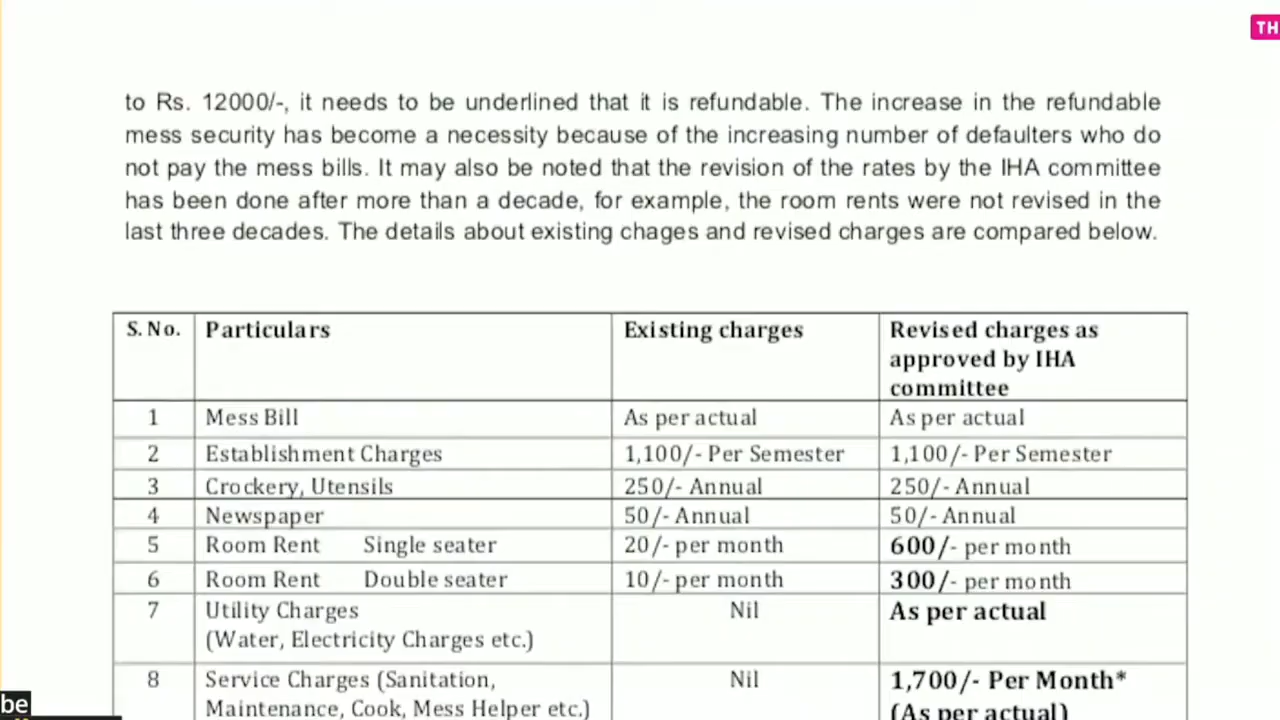 TH
to Rs. 12000/-, it needs to be underlined that it is refundable. The increase in the refundable
mess security has become a necessity because of the increasing number of defaulters who do
not pay the mess bills. It may also be noted that the revision of the rates by the IHA committee
has been done after more than a decade, for example, the room rents were not revised in the
last three decades. The details about existing chages and revised charges are compared below.
S. No. Particulars Existing charges Revised charges as
approved by IHA
committee
1 Mess Bill As per actual As per actual
2 Establishment Charges 1,100/- Per Semester 1,100/- Per Semester
3 Crockery, Utensils 250/- Annual 250/- Annual
4 Newspaper 50/- Annual 50/- Annual
5 Room Rent Single seater 20/- per month 600/- per month
6 Room Rent Double seater 10/- per month 300/- per month
7 Utility Charges Nil As per actual
(Water, Electricity Charges etc.)
8 Service Charges (Sanitation, Nil 1,700/- Per Month*
Maintenance, Cook, Mess Helper etc.) (As per actual)
be